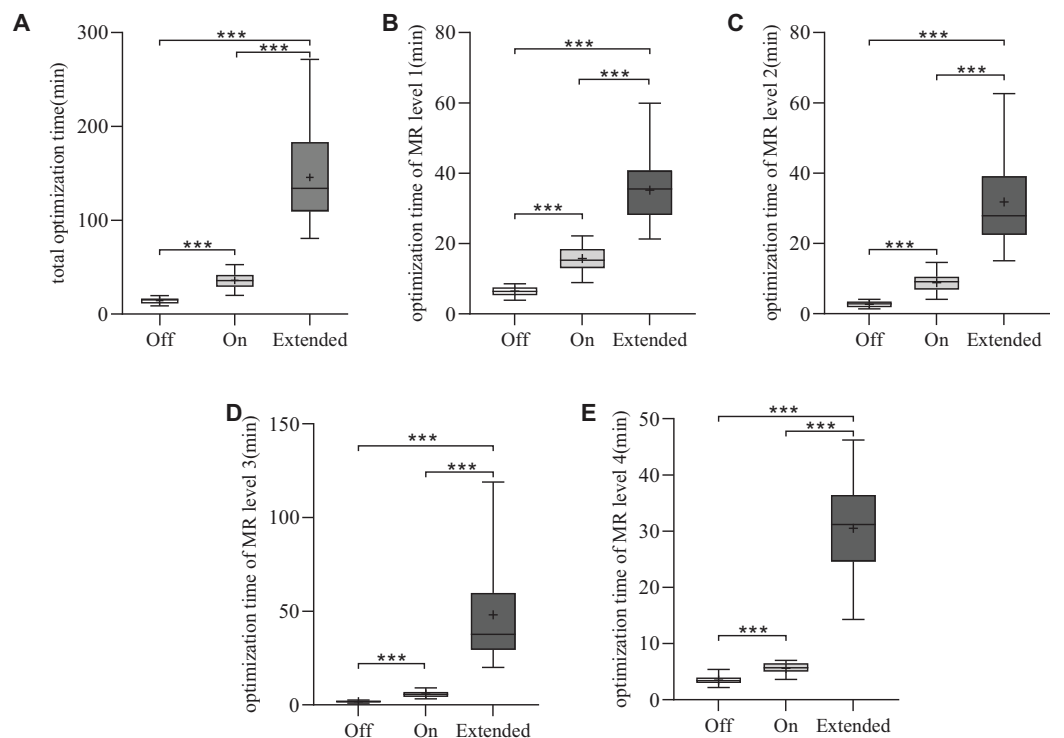 A
total optimization time(min)
300
200
100
0
***
***
***
Off On Extended
B
optimization time of MR level 1(min)
80
60
40
20
0
***
***
***
Off On Extended
C
optimization time of MR level 2(min)
80
60
40
20
0
***
***
***
Off On Extended
D
optimization time of MR level 3(min)
150
100
50
0
***
***
***
Off On Extended
E
optimization time of MR level 4(min)
50
40
30
20
10
0
***
***
***
Off On Extended